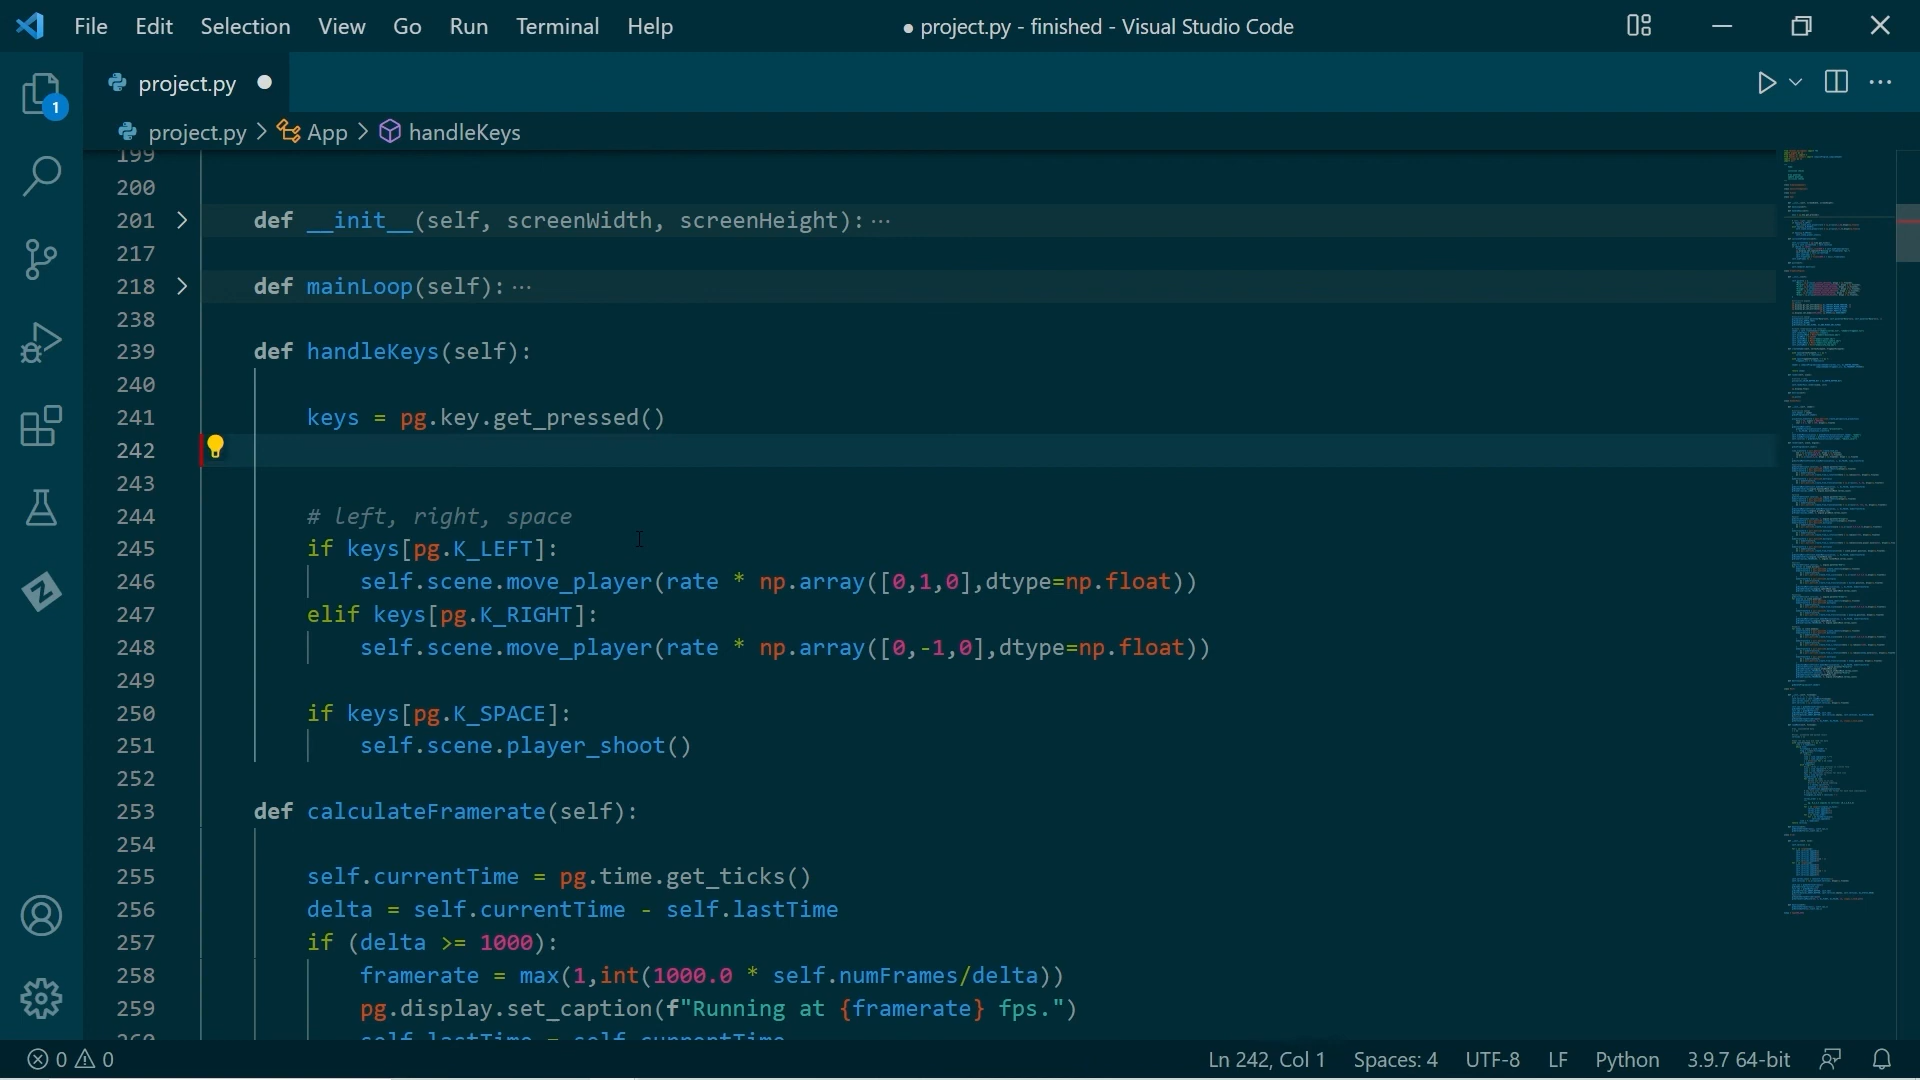 File Edit Selection View Go Run Terminal Help ● project.py - finished - Visual Studio Code
project.py ●
1
project.py > App > handleKeys
199
200
201 def __init__(self, screenWidth, screenHeight):···
217
218 def mainLoop(self):···
238
239 def handleKeys(self):
240
241 keys = pg.key.get_pressed()
242
243
244 # left, right, space
245 if keys[pg.K_LEFT]:
246 self.scene.move_player(rate * np.array([0,1,0],dtype=np.float))
247 elif keys[pg.K_RIGHT]:
248 self.scene.move_player(rate * np.array([0,-1,0],dtype=np.float))
249
250 if keys[pg.K_SPACE]:
251 self.scene.player_shoot()
252
253 def calculateFramerate(self):
254
255 self.currentTime = pg.time.get_ticks()
256 delta = self.currentTime - self.lastTime
257 if (delta >= 1000):
258 framerate = max(1,int(1000.0 * self.numFrames/delta))
259 pg.display.set_caption(f"Running at {framerate} fps.")
260 self.lastTime = self.currentTime
0 0 Ln 242, Col 1 Spaces: 4 UTF-8 LF Python 3.9.7 64-bit